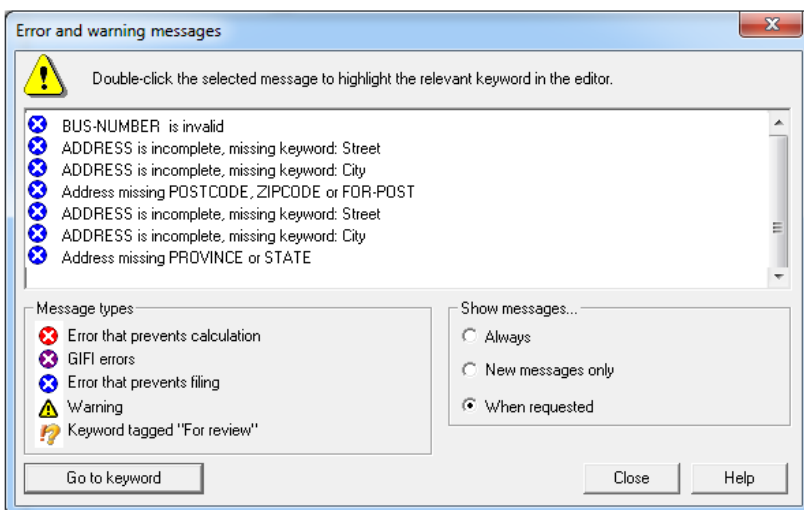 Error and warning messages
Double-click the selected message to highlight the relevant keyword in the editor.
BUS-NUMBER is invalid
ADDRESS is incomplete, missing keyword: Street
ADDRESS is incomplete, missing keyword: City
Address missing POSTCODE, ZIPCODE or FOR-POST
ADDRESS is incomplete, missing keyword: Street
ADDRESS is incomplete, missing keyword: City
Address missing PROVINCE or STATE
Message types
Error that prevents calculation
GIFI errors
Error that prevents filing
Warning
Keyword tagged "For review"
Show messages...
Always
New messages only
When requested
Go to keyword
Close
Help